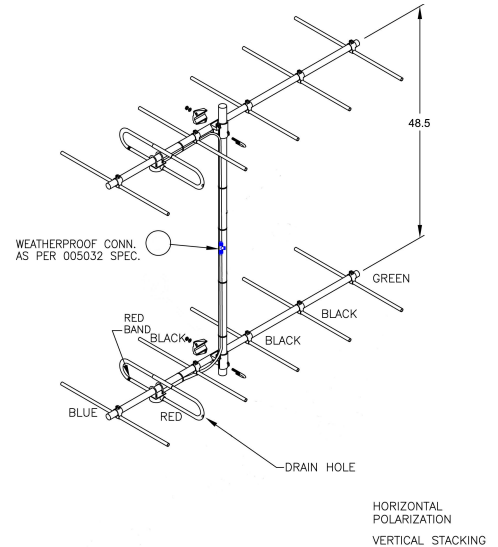 48.5
WEATHERPROOF CONN.
AS PER 005032 SPEC.
GREEN
BLACK
RED
BAND
BLACK
BLACK
BLUE
RED
DRAIN HOLE
HORIZONTAL
POLARIZATION
VERTICAL STACKING